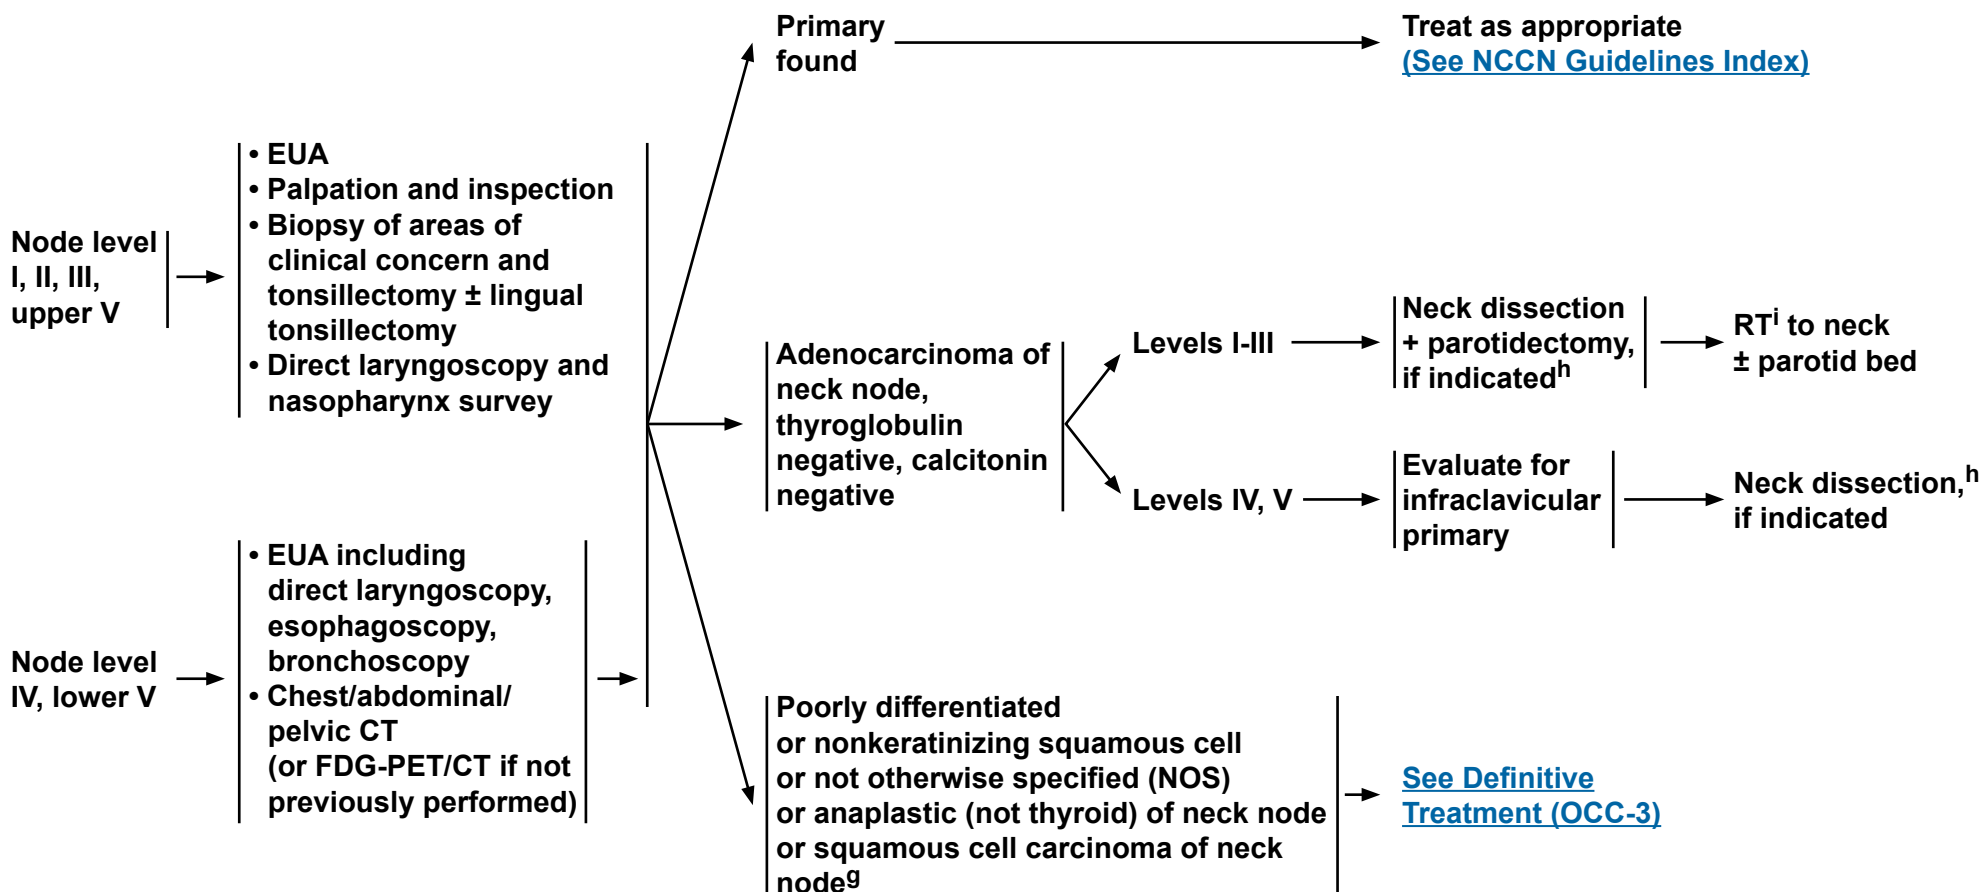 Primary
found
Treat as appropriate
(See NCCN Guidelines Index)
Node level
I, II, III,
upper V
• EUA
• Palpation and inspection
• Biopsy of areas of
clinical concern and
tonsillectomy ± lingual
tonsillectomy
• Direct laryngoscopy and
nasopharynx survey
Adenocarcinoma of
neck node,
thyroglobulin
negative, calcitonin
negative
Levels I-III
Neck dissection
+ parotidectomy,
if indicatedʰ
RTⁱ to neck
± parotid bed
Levels IV, V
Evaluate for
infraclavicular
primary
Neck dissection,ʰ
if indicated
Node level
IV, lower V
• EUA including
direct laryngoscopy,
esophagoscopy,
bronchoscopy
• Chest/abdominal/
pelvic CT
(or FDG-PET/CT if not
previously performed)
Poorly differentiated
or nonkeratinizing squamous cell
or not otherwise specified (NOS)
or anaplastic (not thyroid) of neck node
or squamous cell carcinoma of neck
nodeᵍ
See Definitive
Treatment (OCC-3)